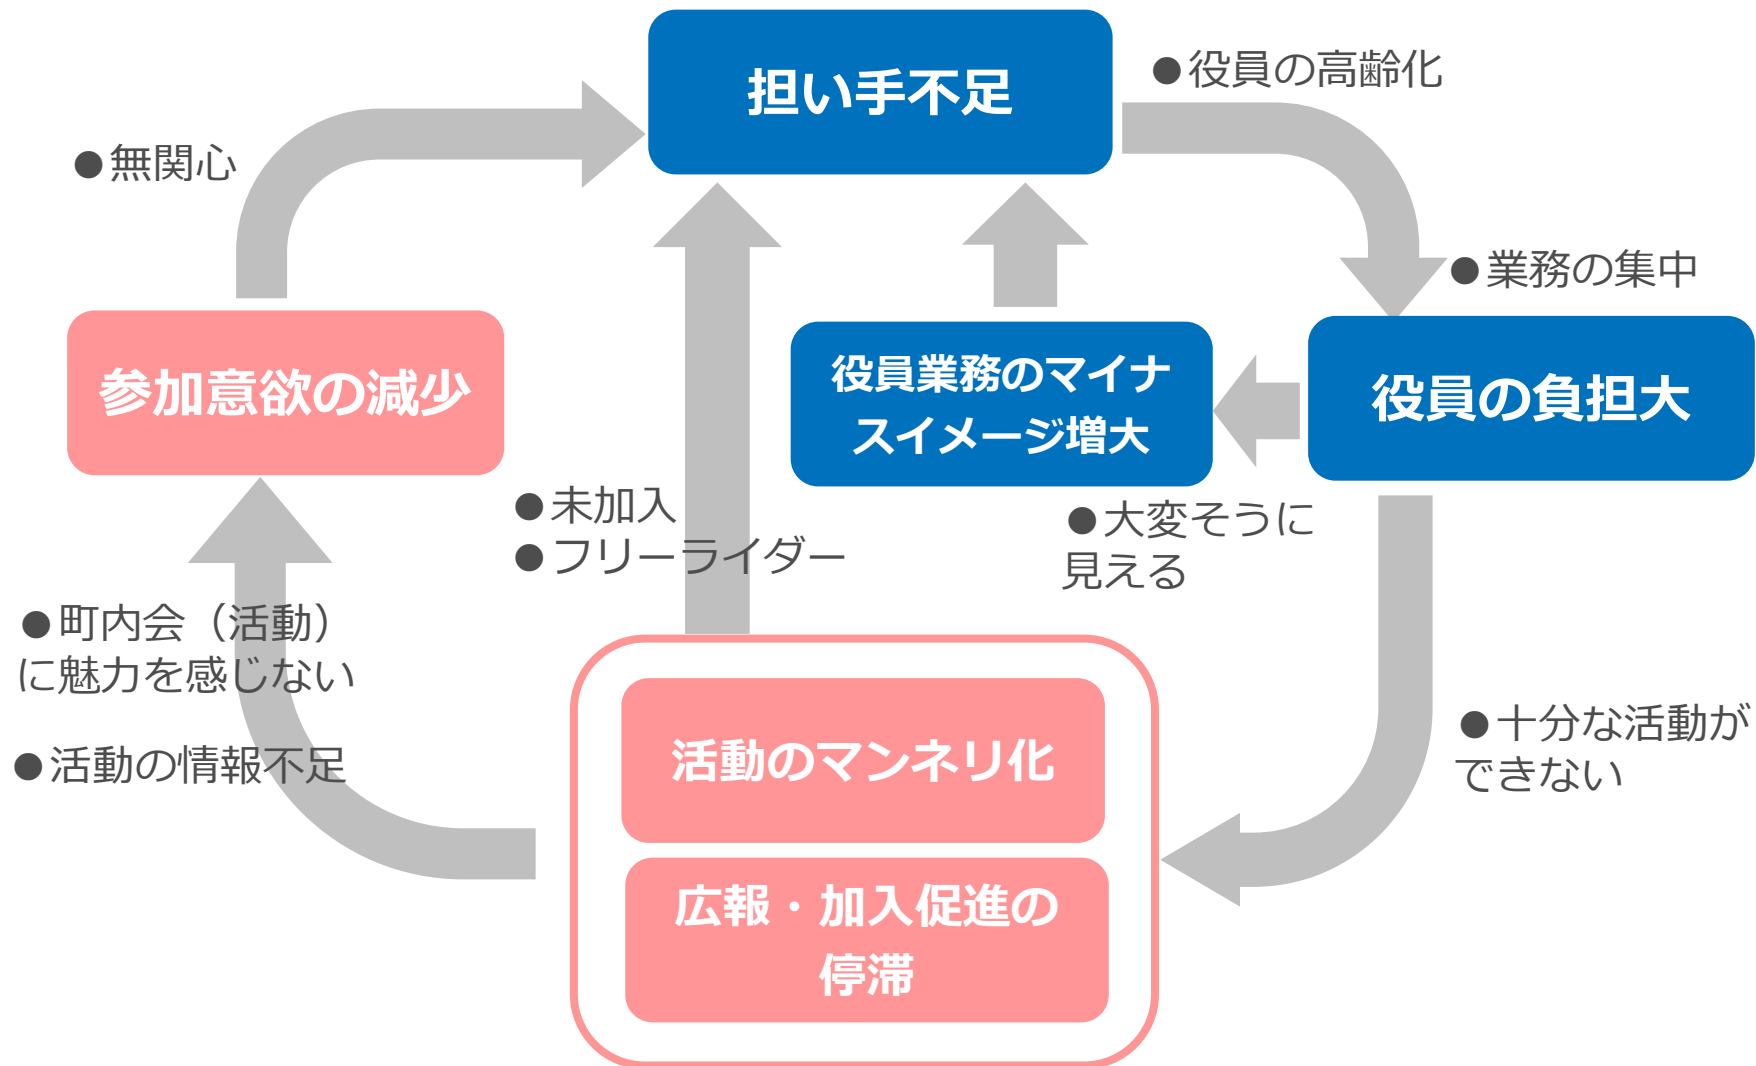 担い手不足
●役員の高齢化
●無関心
●業務の集中
参加意欲の減少
役員業務のマイナ
スイメージ増大
役員の負担大
●未加入
●フリーライダー
●大変そうに
見える
●町内会（活動）
に魅力を感じない
●活動の情報不足
●十分な活動が
できない
活動のマンネリ化
広報・加入促進の
停滞